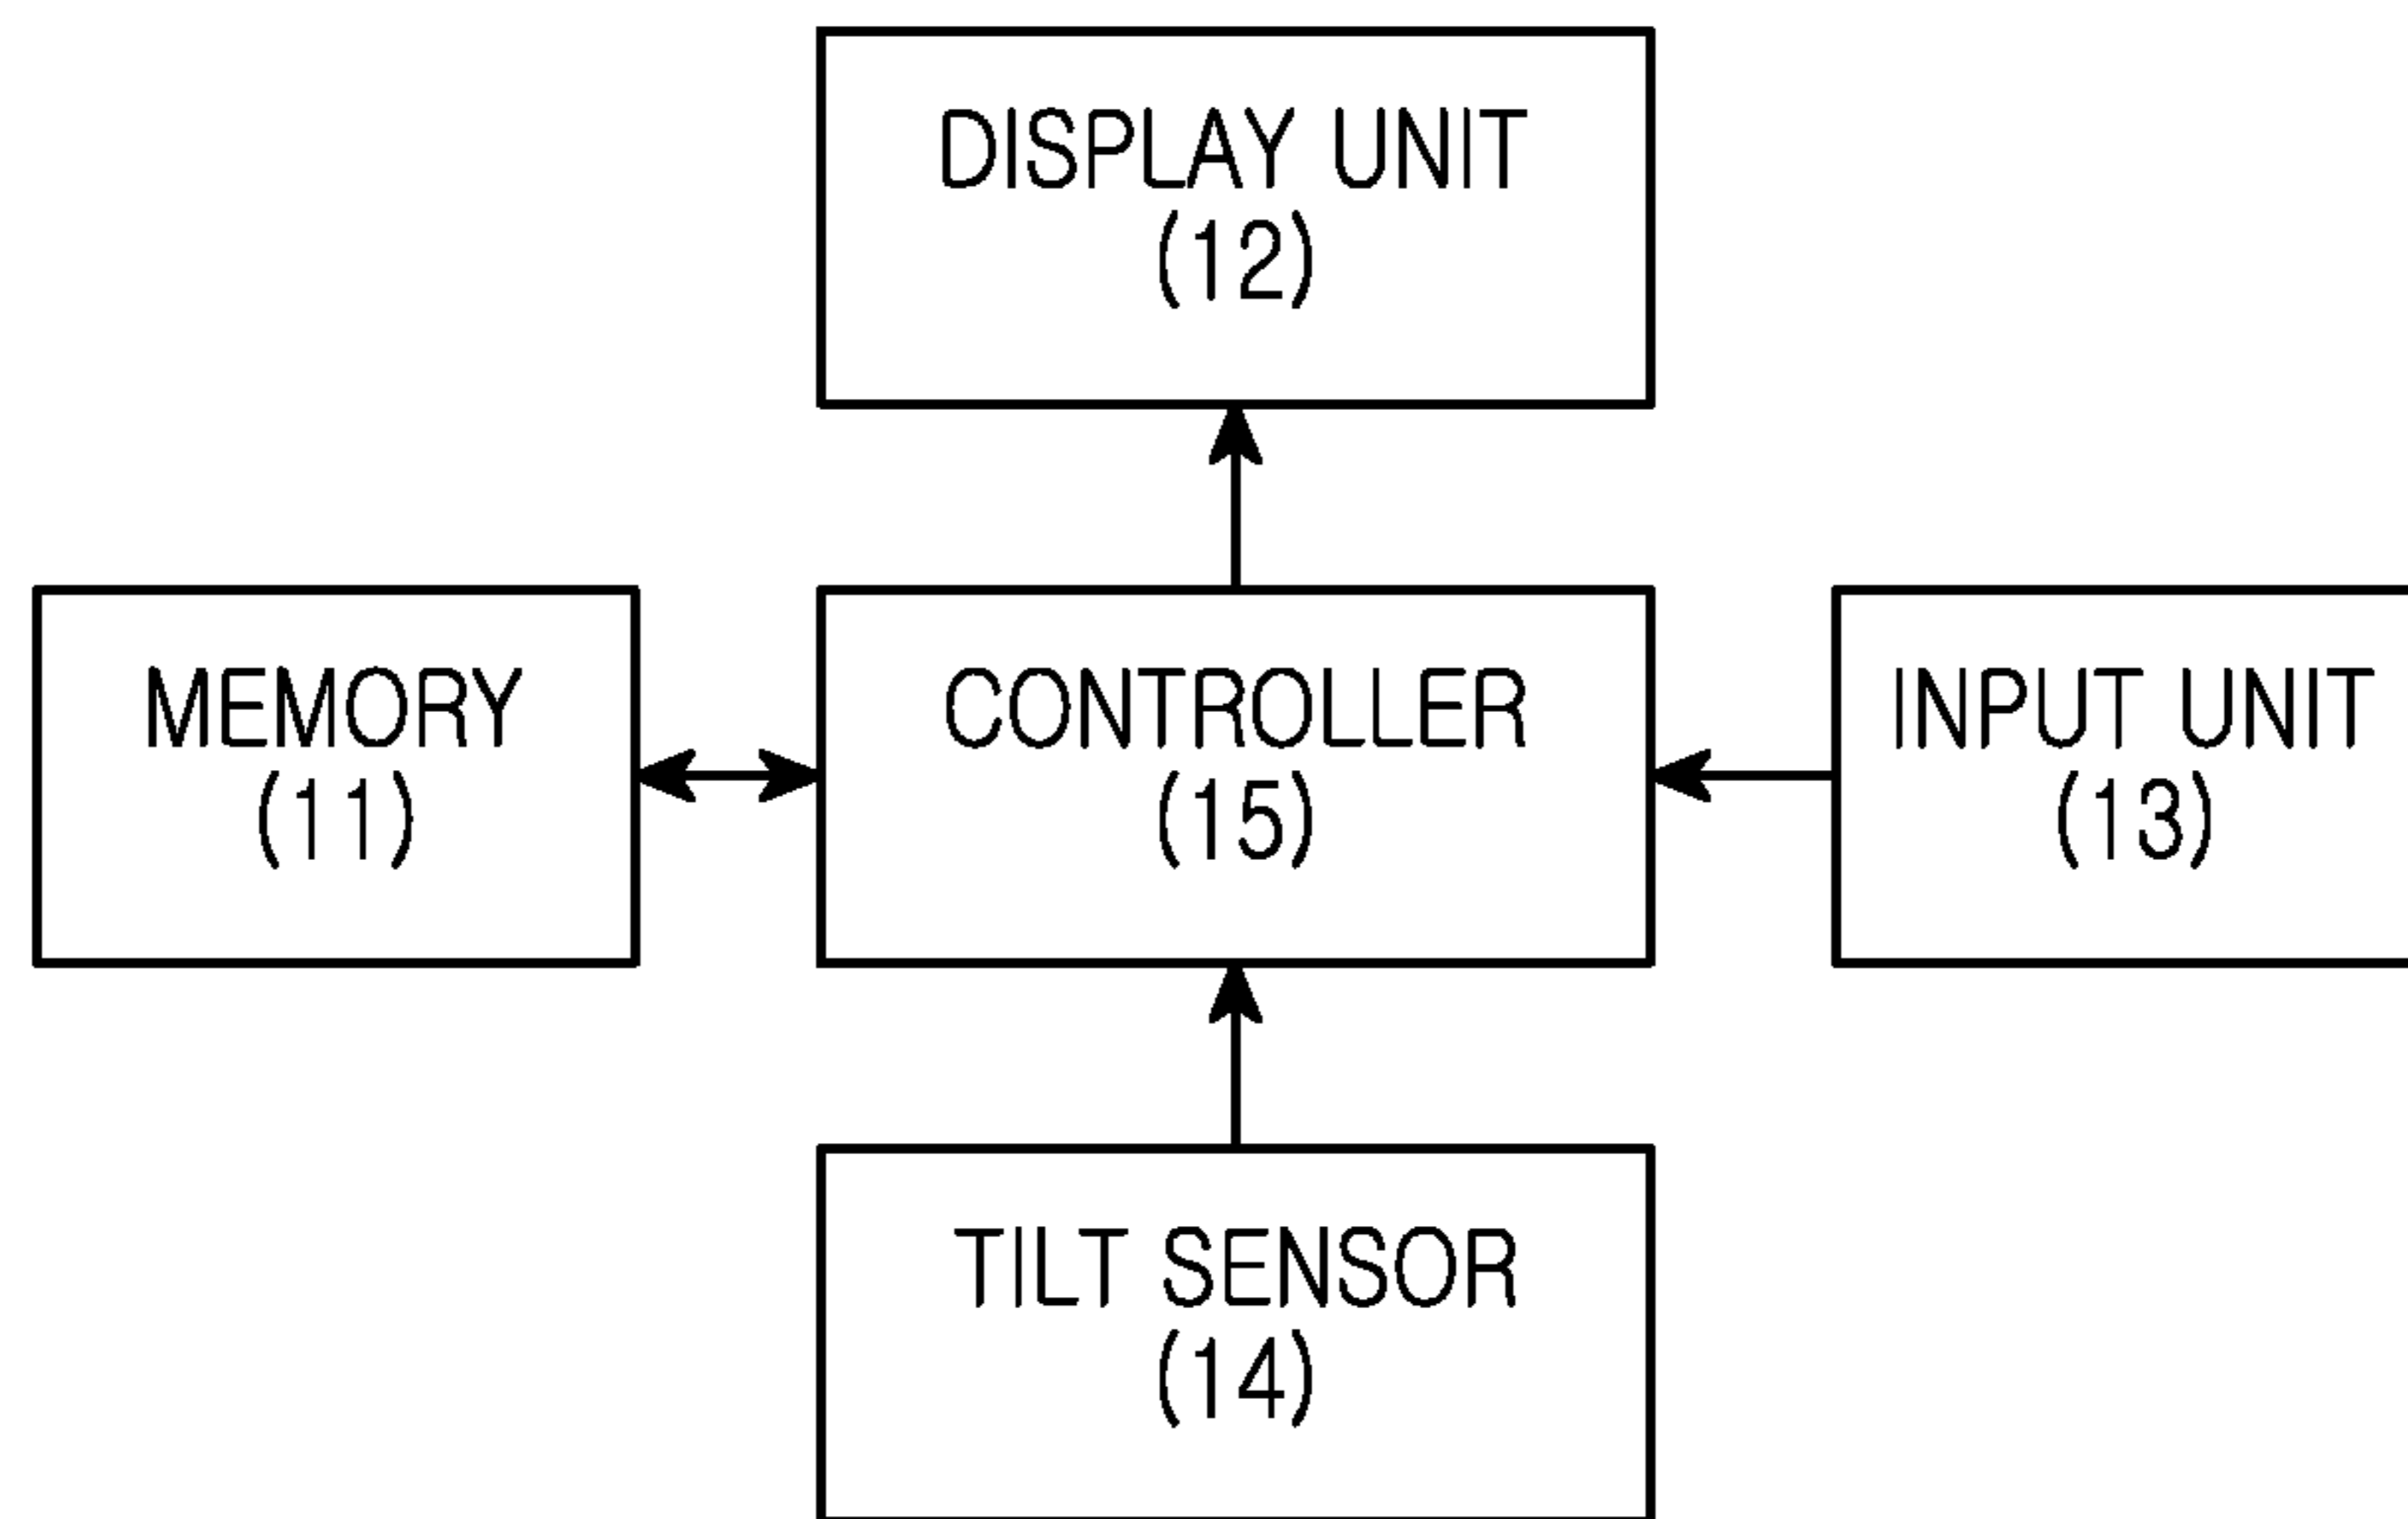 DISPLAY UNIT
(12)
MEMORY
(11)
CONTROLLER
(15)
INPUT UNIT
(13)
TILT SENSOR
(14)